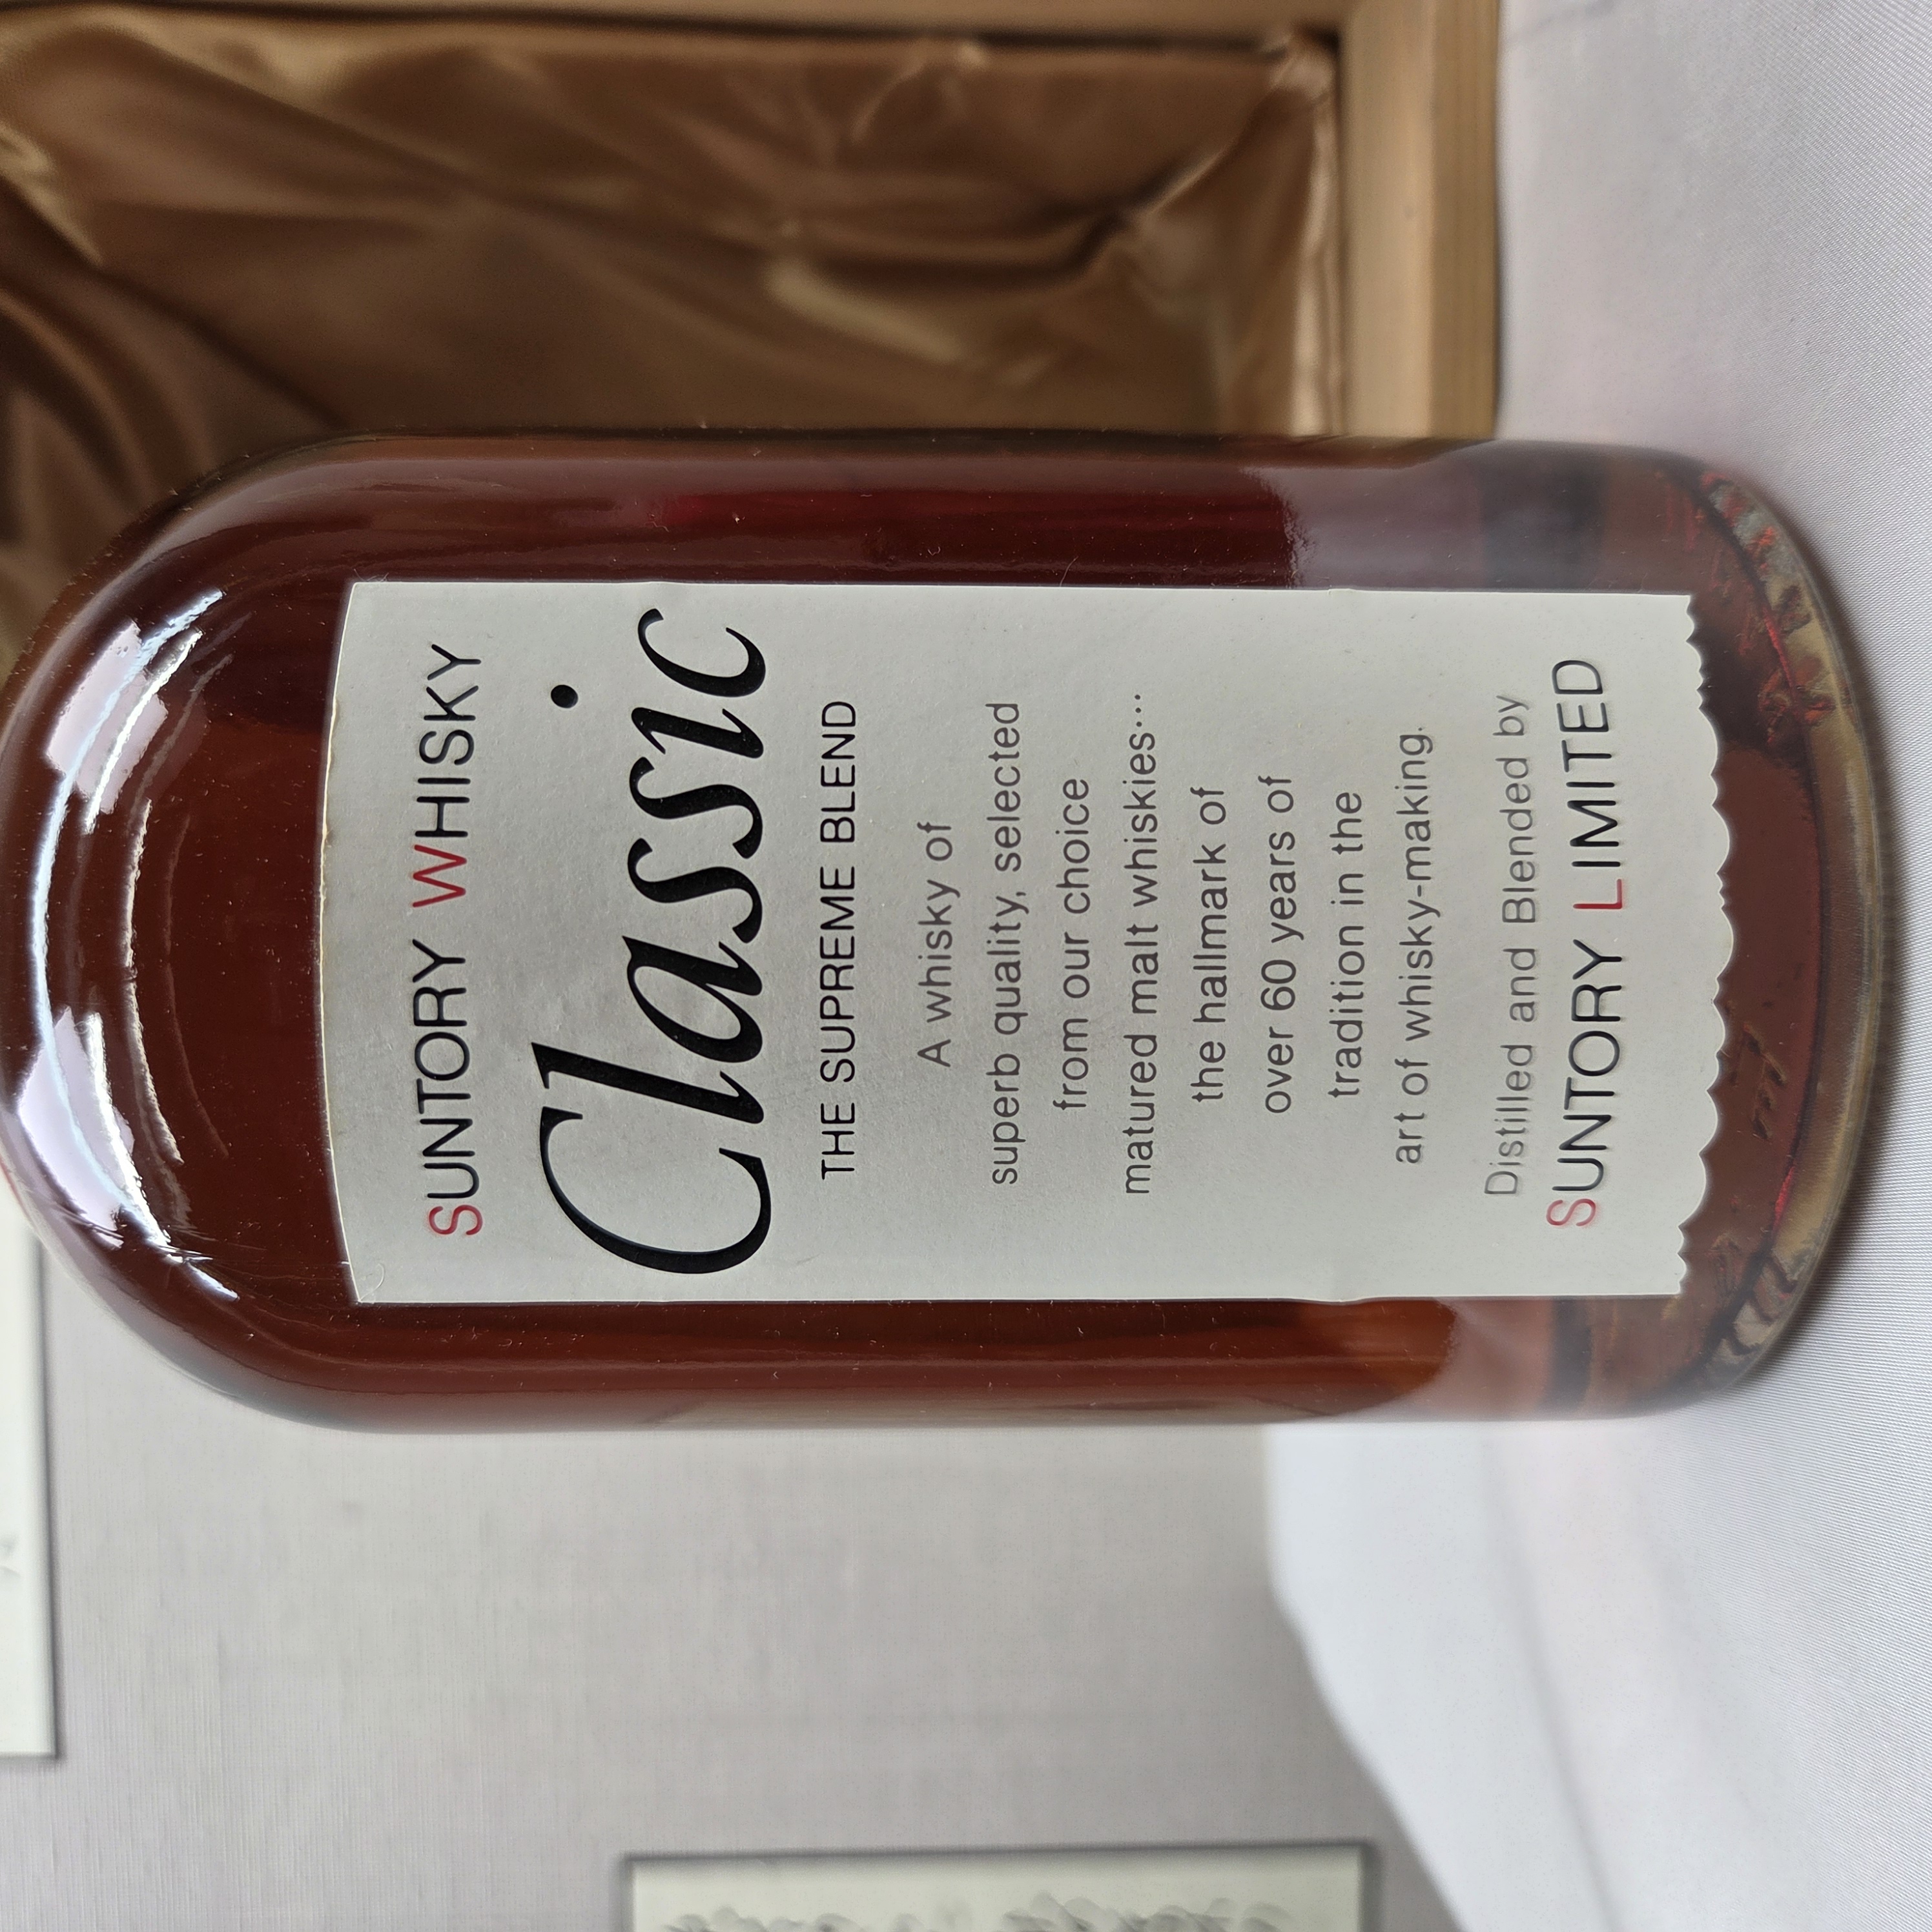 SUNTORY WHISKY
Classic
THE SUPREME BLEND
A whisky of
superb quality, selected
from our choice
matured malt whiskies···
the hallmark of
over 60 years of
tradition in the
art of whisky-making.
Distilled and Blended by
SUNTORY LIMITED